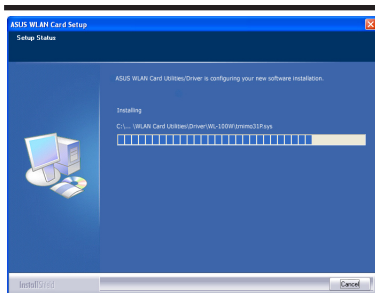 ASUS WLAN Card Setup
Setup Status
ASUS WLAN Card Utilities/Driver is configuring your new software installation.
Installing
C:\... \WLAN Card Utilities\Driver\WL-100W\trnimo31P.sys
InstallShield
Cancel